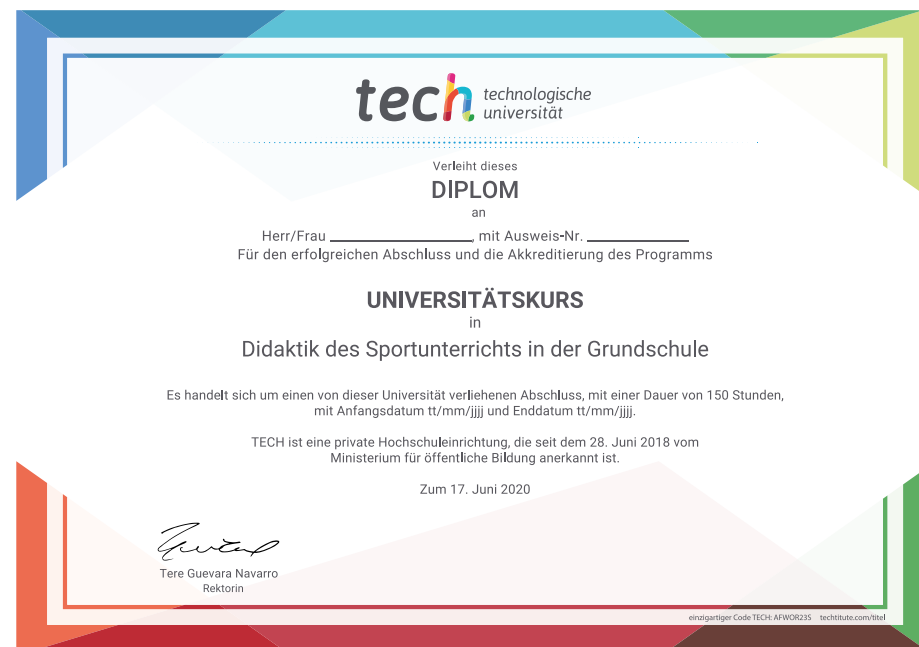 tech technologische
universität
Verleiht dieses
DIPLOM
an
Herr/Frau ____________________, mit Ausweis-Nr. ______________
Für den erfolgreichen Abschluss und die Akkreditierung des Programms
UNIVERSITÄTSKURS
in
Didaktik des Sportunterrichts in der Grundschule
Es handelt sich um einen von dieser Universität verliehenen Abschluss, mit einer Dauer von 150 Stunden,
mit Anfangsdatum tt/mm/jjjj und Enddatum tt/mm/jjjj.
TECH ist eine private Hochschuleinrichtung, die seit dem 28. Juni 2018 vom
Ministerium für öffentliche Bildung anerkannt ist.
Zum 17. Juni 2020
Tere Guevara Navarro
Rektorin
einzigartiger Code TECH: AFWOR23S techtitute.com/titel